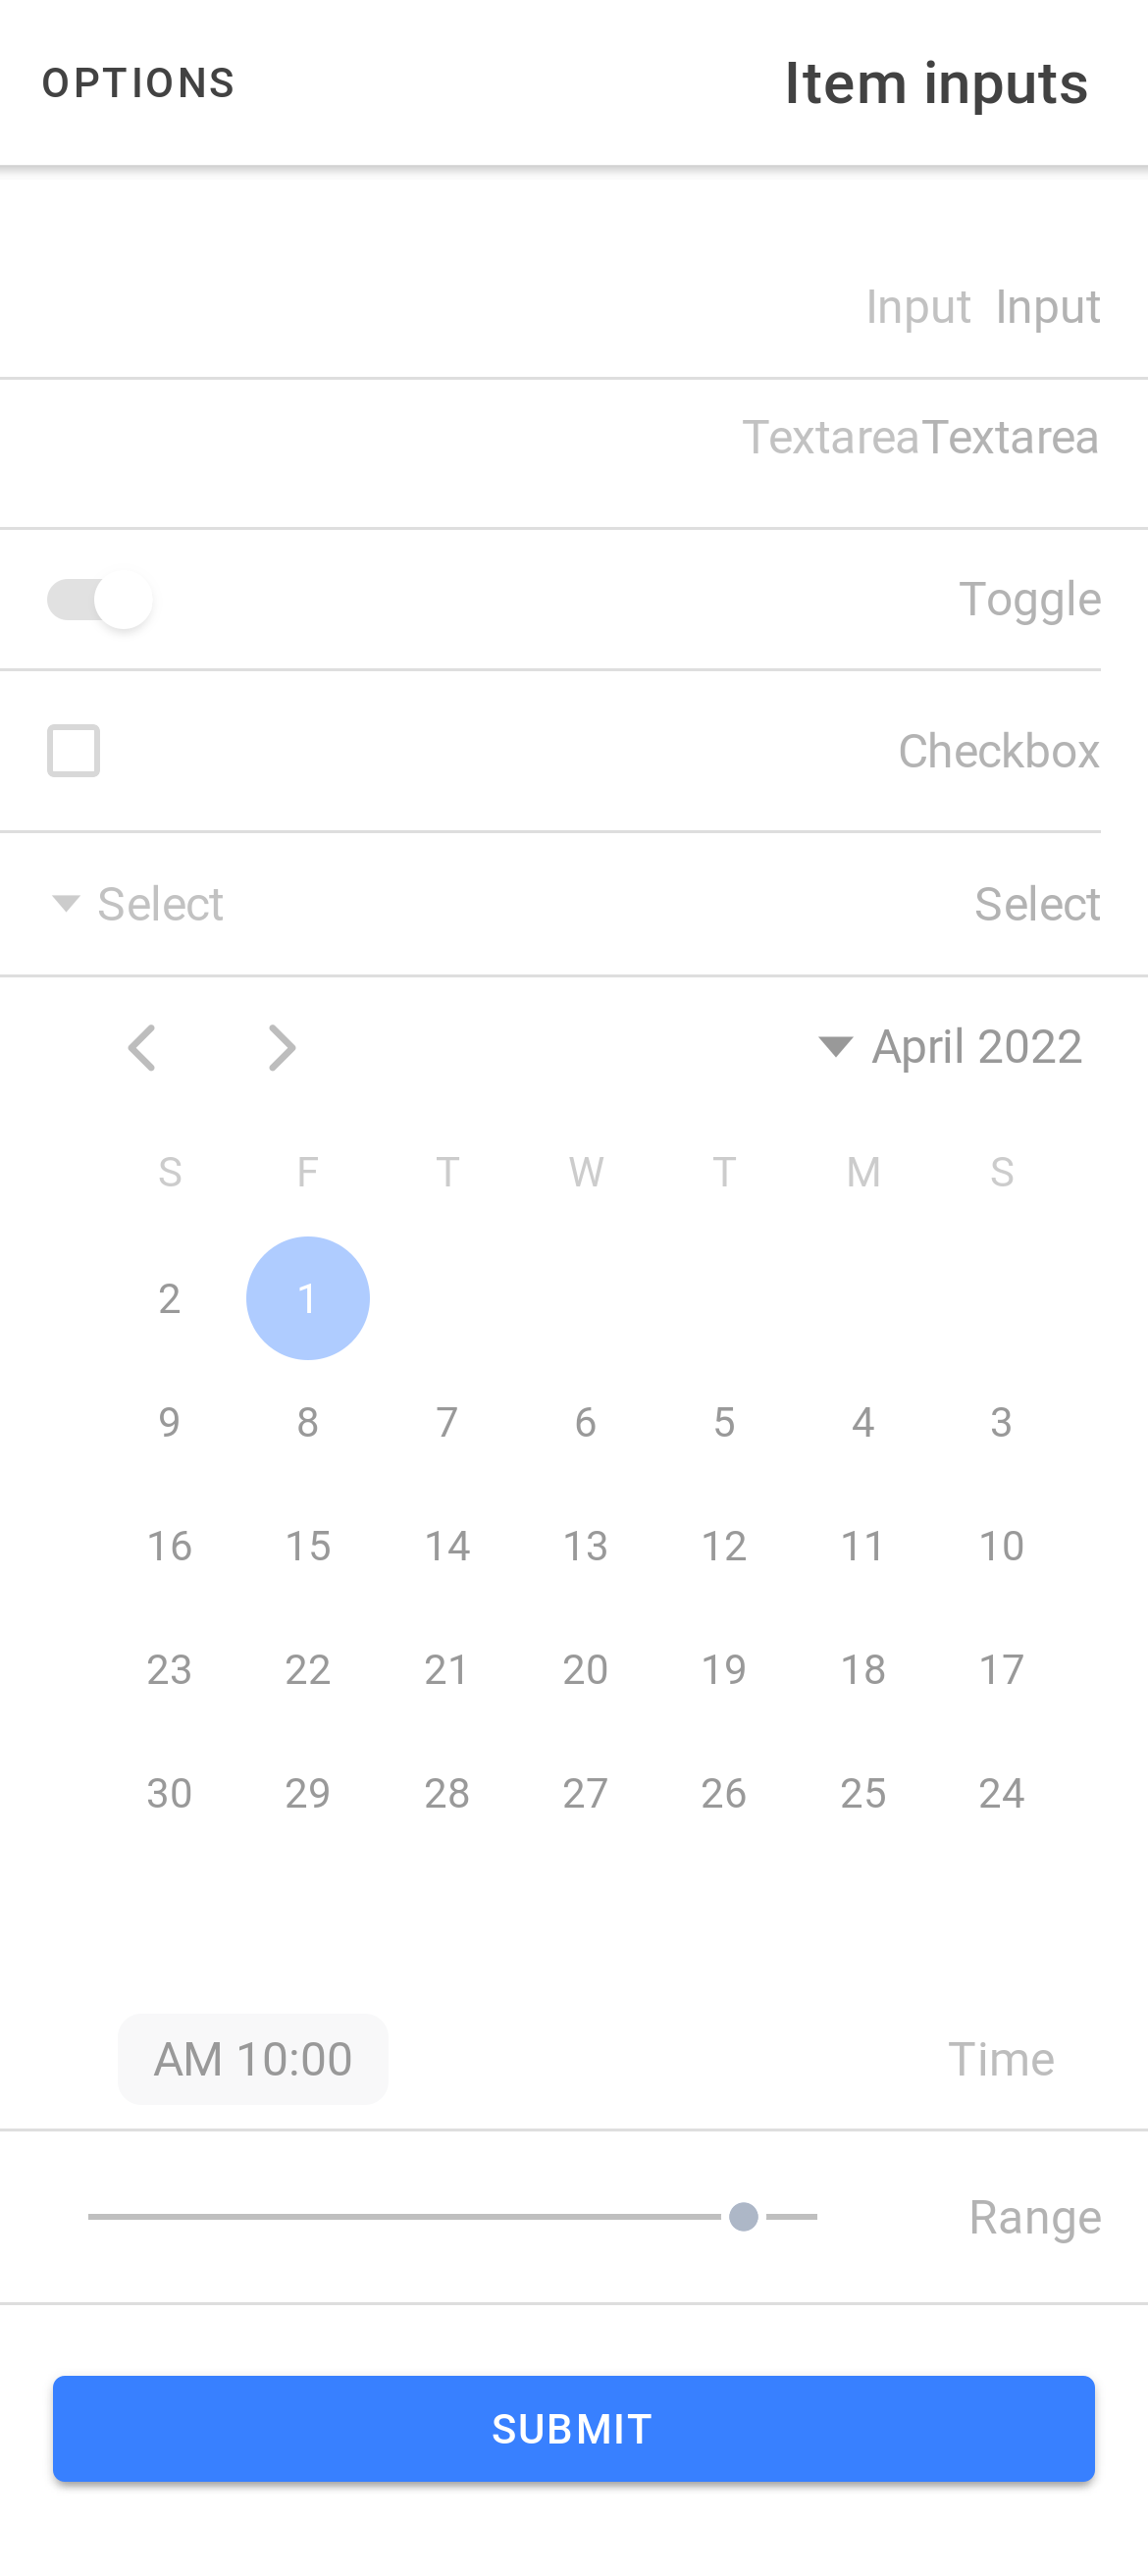 OPTIONS Item inputs
Input Input
Textarea Textarea
Toggle
Checkbox
Select Select
April 2022
S F T W T M S
2 1
9 8 7 6 5 4 3
16 15 14 13 12 11 10
23 22 21 20 19 18 17
30 29 28 27 26 25 24
AM 10:00 Time
Range
SUBMIT